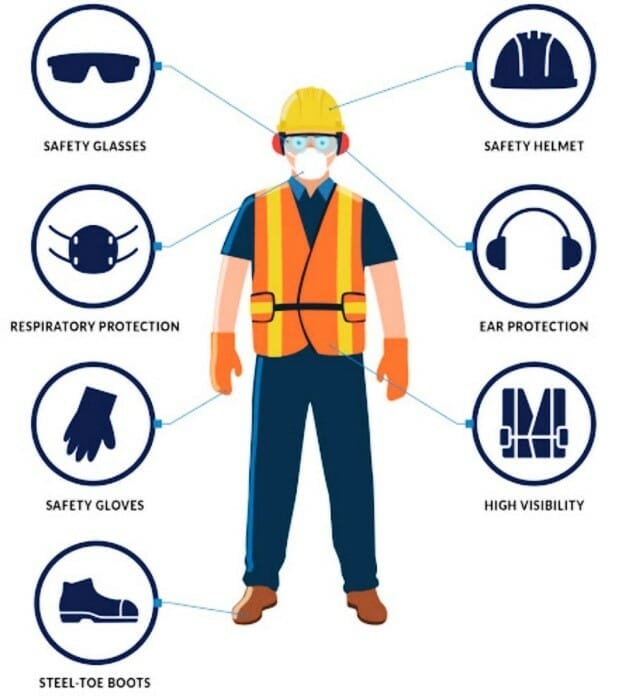 SAFETY GLASSES
SAFETY HELMET
RESPIRATORY PROTECTION
EAR PROTECTION
SAFETY GLOVES
HIGH VISIBILITY
STEEL-TOE BOOTS